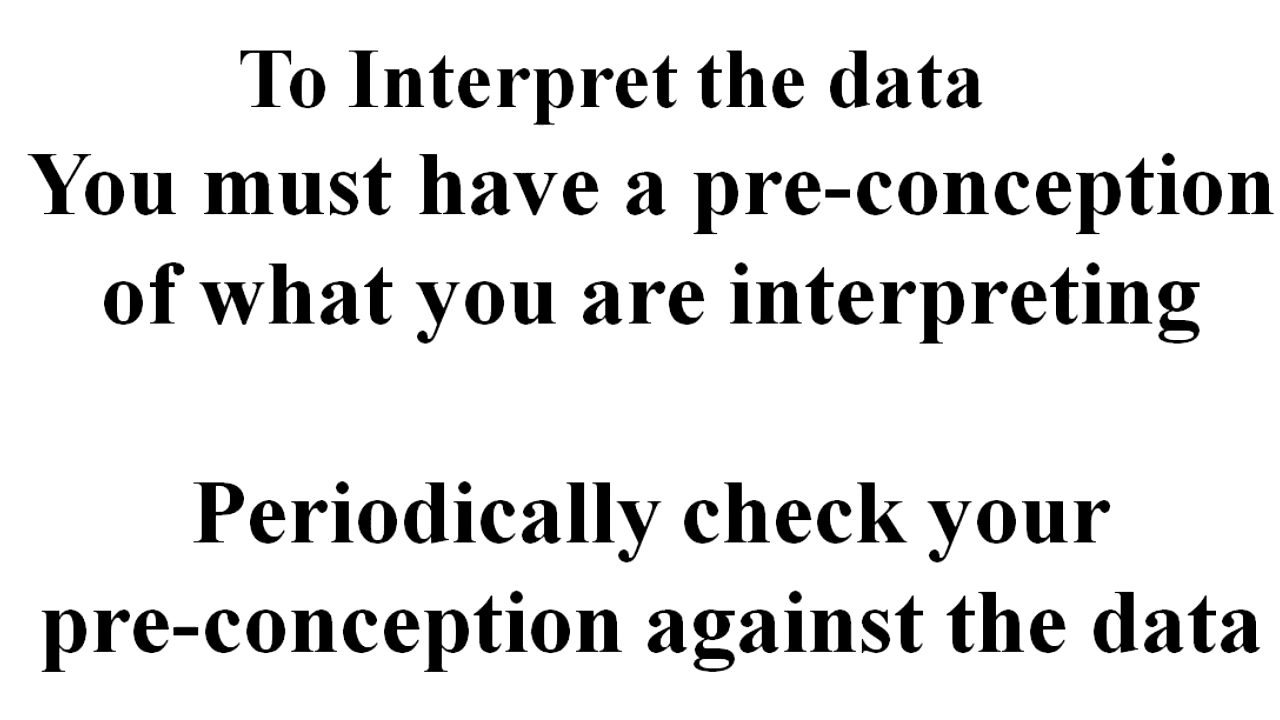 To Interpret the data
You must have a pre-conception
of what you are interpreting
Periodically check your
pre-conception against the data